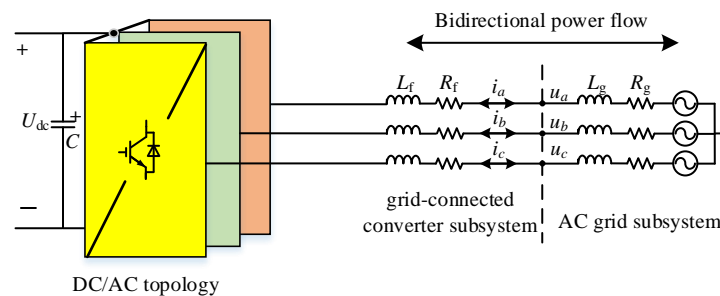 Bidirectional power flow
+
L_f R_f i_a u_a L_g R_g
U_dc + C
i_b u_b
i_c u_c
−
grid-connected
converter subsystem
AC grid subsystem
DC/AC topology